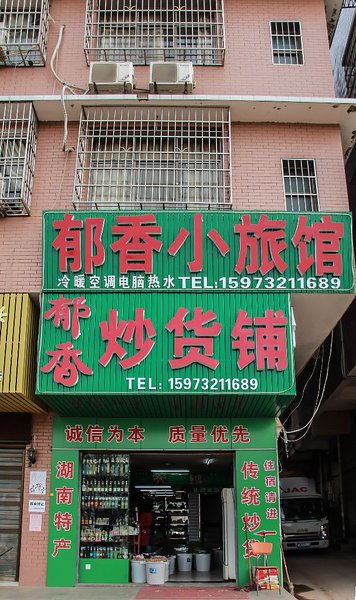 郁香小旅馆
冷暖空调电脑热水TEL:15973211689
郁香炒货铺
TEL: 15973211689
诚信为本 质量优先
湖南特产
传统炒货
住宿请进
JAC